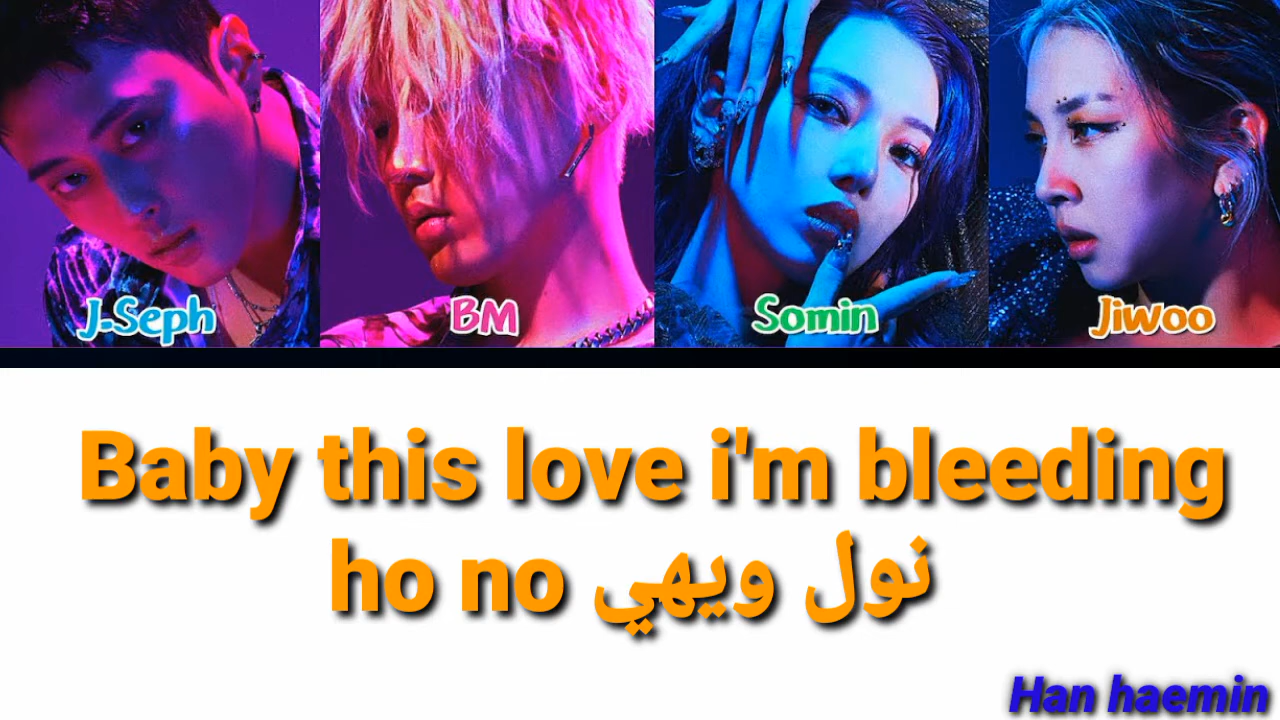 J.Seph
BM
Somin
Jiwoo
Baby this love i'm bleeding
ho no نول ويهي
Han haemin